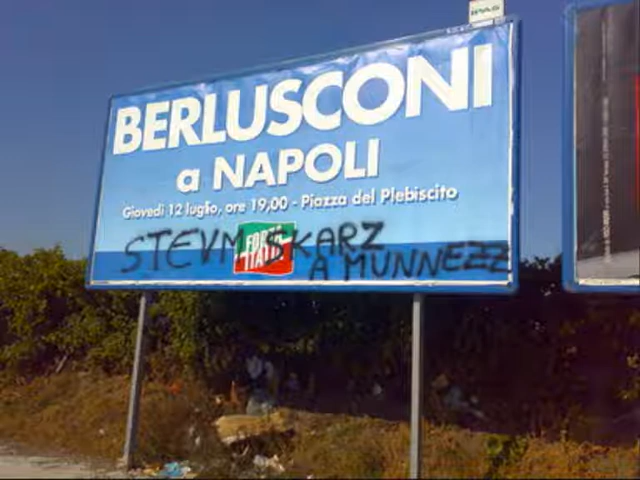 BERLUSCONI
a NAPOLI
Giovedì 12 luglio, ore 19,00 - Piazza del Plebiscito
FORZA
ITALIA
STEVM SKARZ
A MUNNEZZ